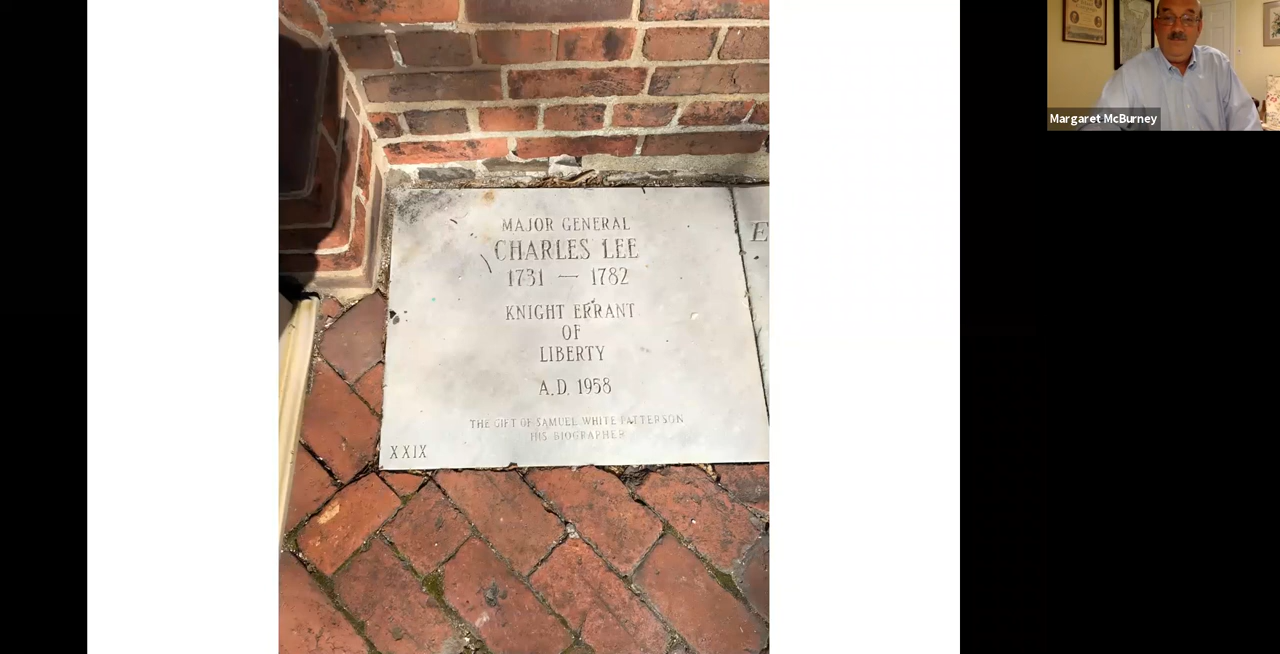 MAJOR GENERAL
CHARLES LEE
1731 — 1782
KNIGHT ERRANT
OF
LIBERTY
A.D. 1958
THE GIFT OF SAMUEL WHITE PATTERSON
HIS BIOGRAPHER
XXIX
E
Margaret McBurney